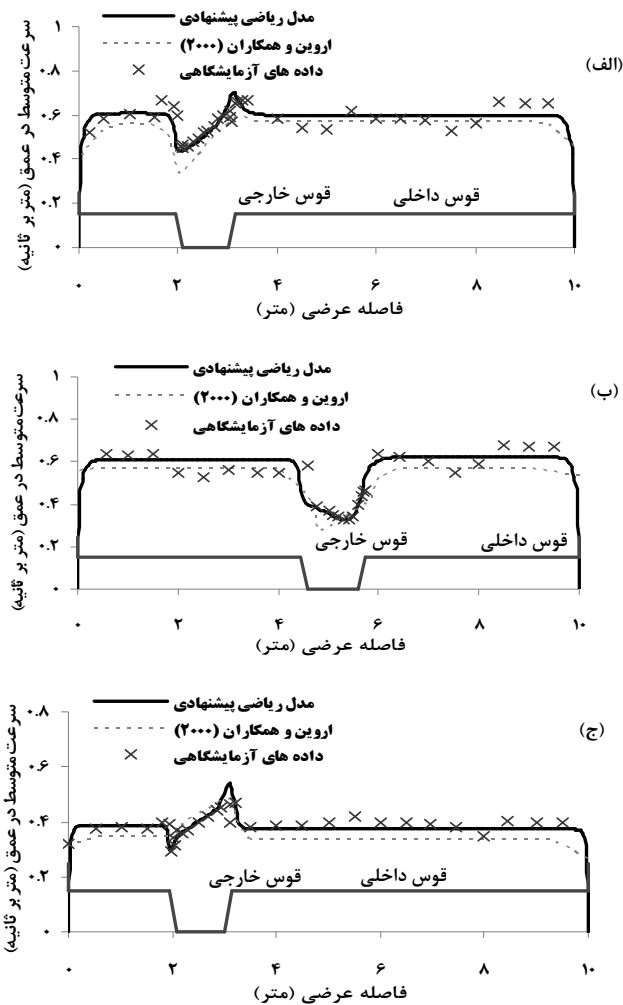 مدل ریاضی پیشنهادی
اروین و همکاران (۲۰۰۰)
داده های آزمایشگاهی
(الف)
سرعت متوسط در عمق (متر بر ثانیه)
۱
۰.۸
۰.۶
۰.۴
۰.۲
۰
قوس خارجی
قوس داخلی
۰ ۲ ۴ ۶ ۸ ۱۰
فاصله عرضی (متر)
مدل ریاضی پیشنهادی
اروین و همکاران (۲۰۰۰)
داده های آزمایشگاهی
(ب)
سرعت متوسط در عمق (متر بر ثانیه)
۱
۰.۸
۰.۶
۰.۴
۰.۲
۰
قوس خارجی
قوس داخلی
۰ ۲ ۴ ۶ ۸ ۱۰
فاصله عرضی (متر)
مدل ریاضی پیشنهادی
اروین و همکاران (۲۰۰۰)
داده های آزمایشگاهی
(ج)
سرعت متوسط در عمق (متر بر ثانیه)
۰.۸
۰.۶
۰.۴
۰.۲
۰
قوس خارجی
قوس داخلی
۰ ۲ ۴ ۶ ۸ ۱۰
فاصله عرضی (متر)